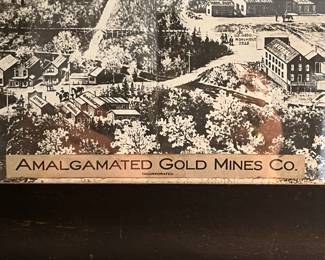 AMALGAMATED GOLD MINES CO.
INCORPORATED